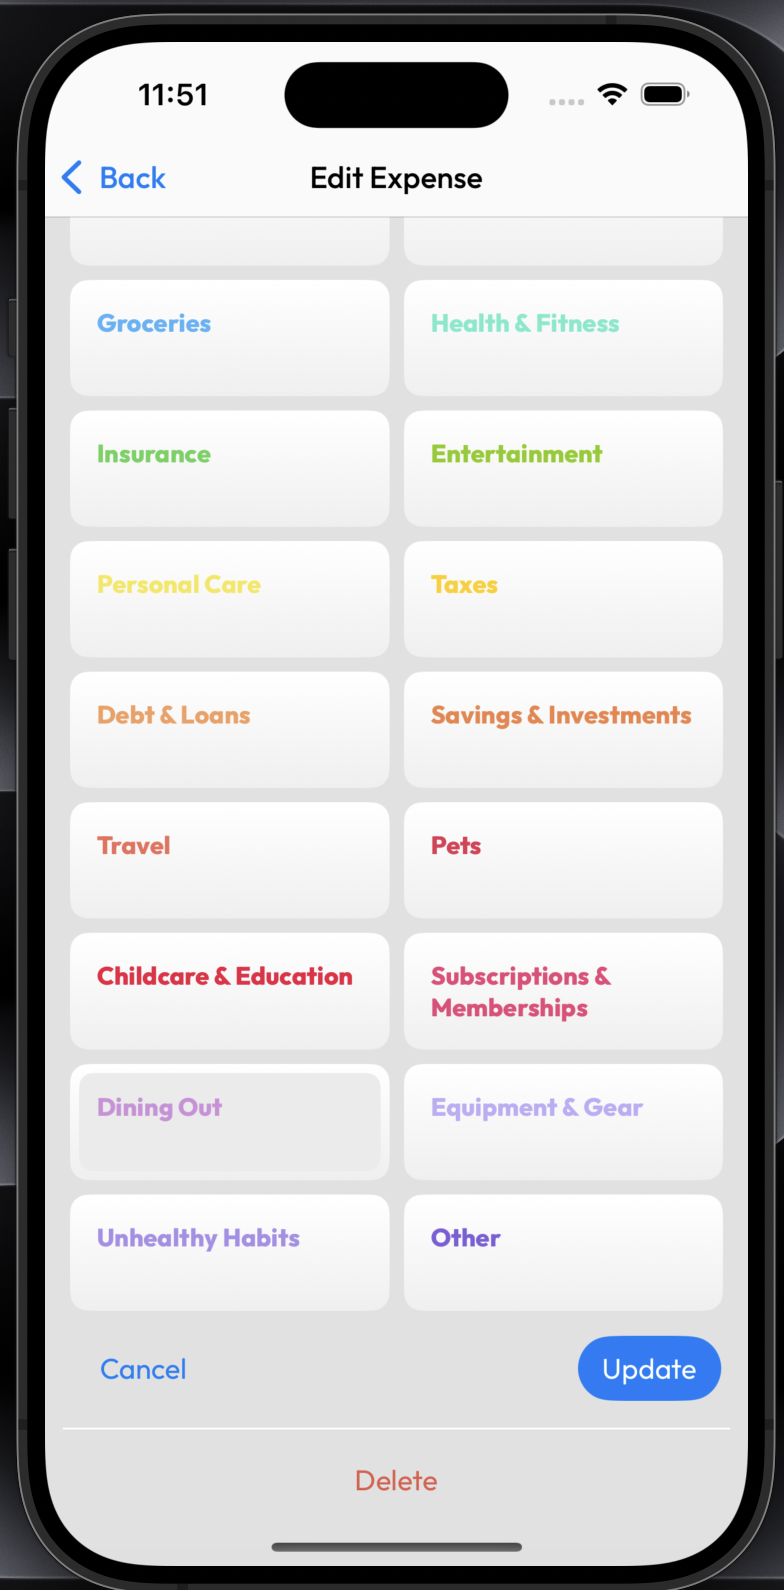 11:51
Back
Edit Expense
Groceries
Health & Fitness
Insurance
Entertainment
Personal Care
Taxes
Debt & Loans
Savings & Investments
Travel
Pets
Childcare & Education
Subscriptions &
Memberships
Dining Out
Equipment & Gear
Unhealthy Habits
Other
Cancel
Update
Delete